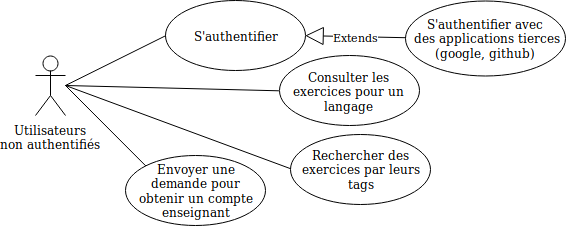 S'authentifier
Extends
S'authentifier avec
des applications tierces
(google, github)
Consulter les
exercices pour un
langage
Utilisateurs
non authentifiés
Rechercher des
exercices par leurs
tags
Envoyer une
demande pour
obtenir un compte
enseignant